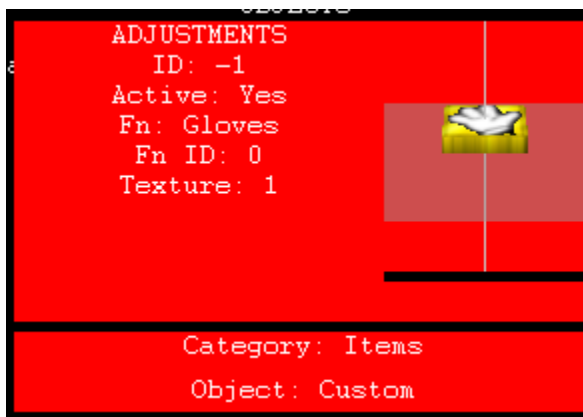 ADJUSTMENTS
ID: -1
Active: Yes
Fn: Gloves
Fn ID: 0
Texture: 1
Category: Items
Object: Custom